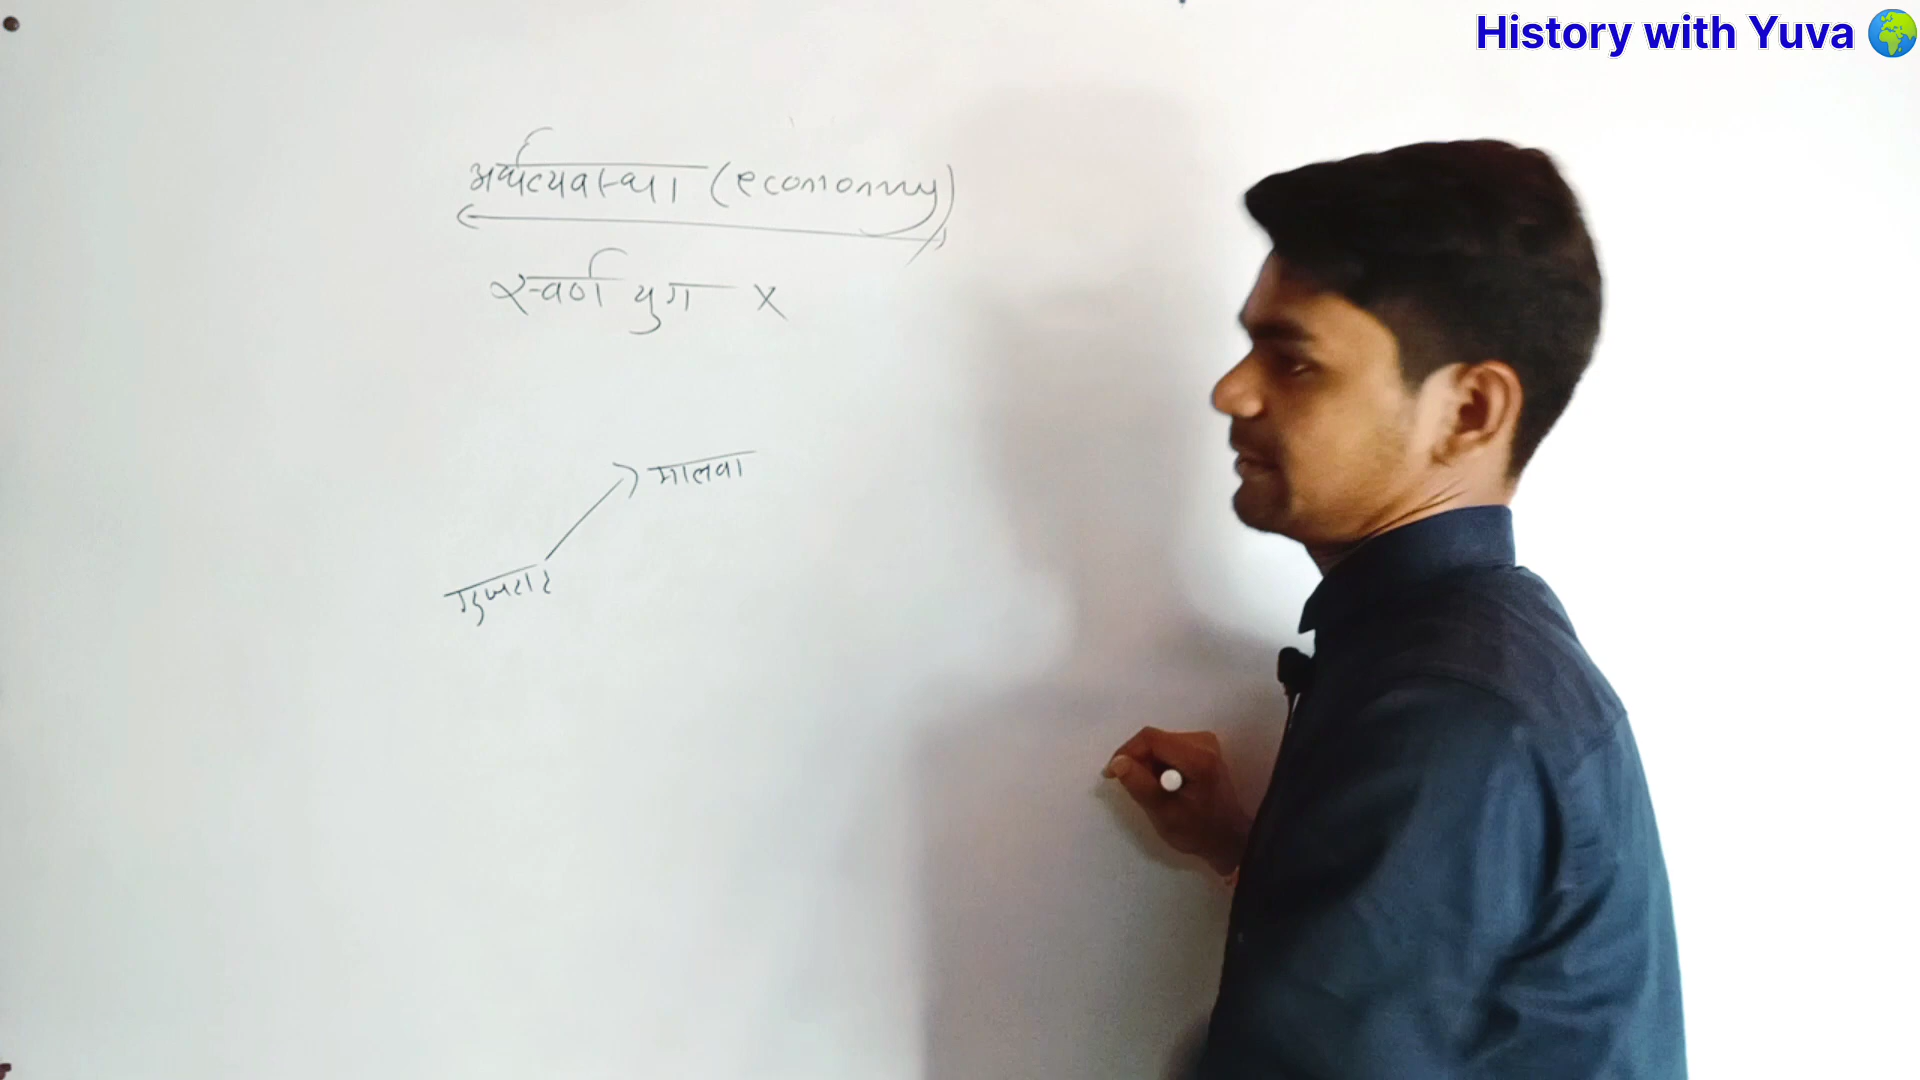 History with Yuva
अर्थव्यवस्था (economy)
स्वर्ण युग x
मालवा
गुजरात